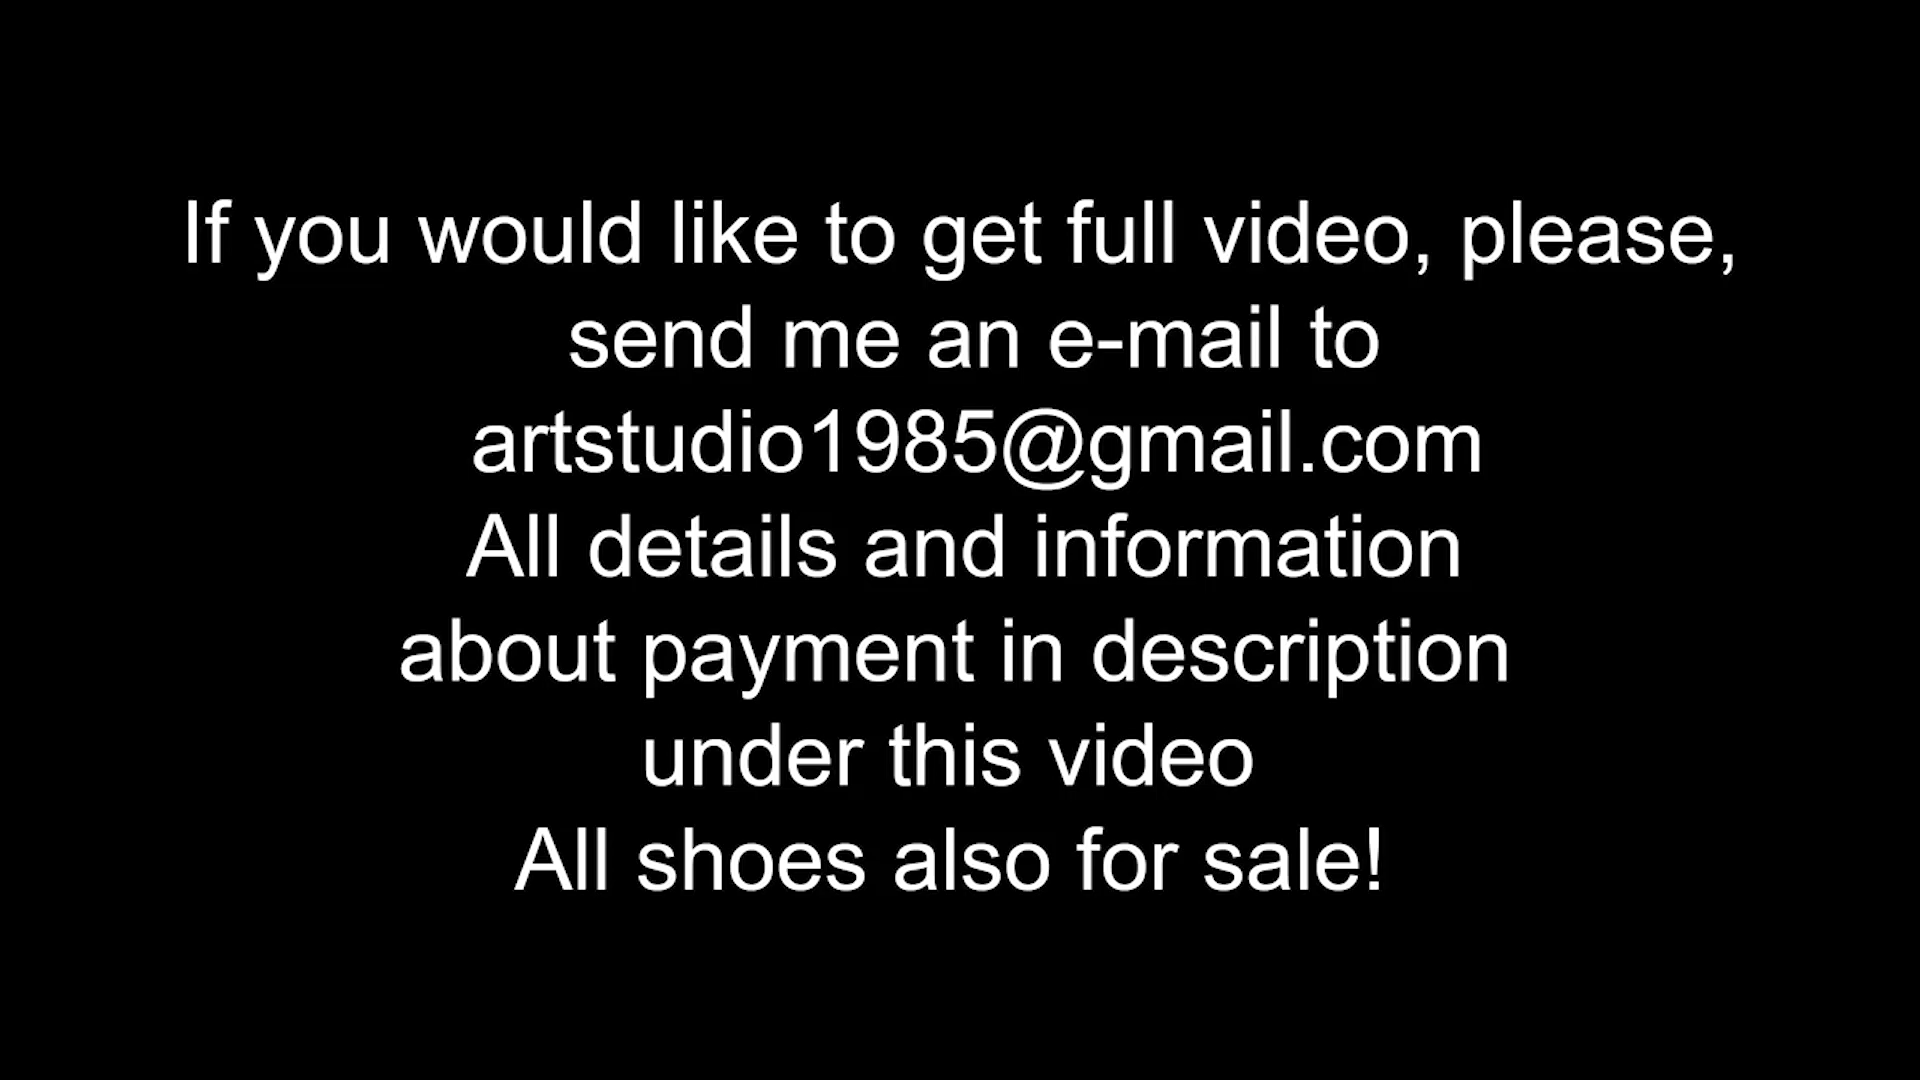 If you would like to get full video, please,
send me an e-mail to
artstudio1985@gmail.com
All details and information
about payment in description
under this video
All shoes also for sale!